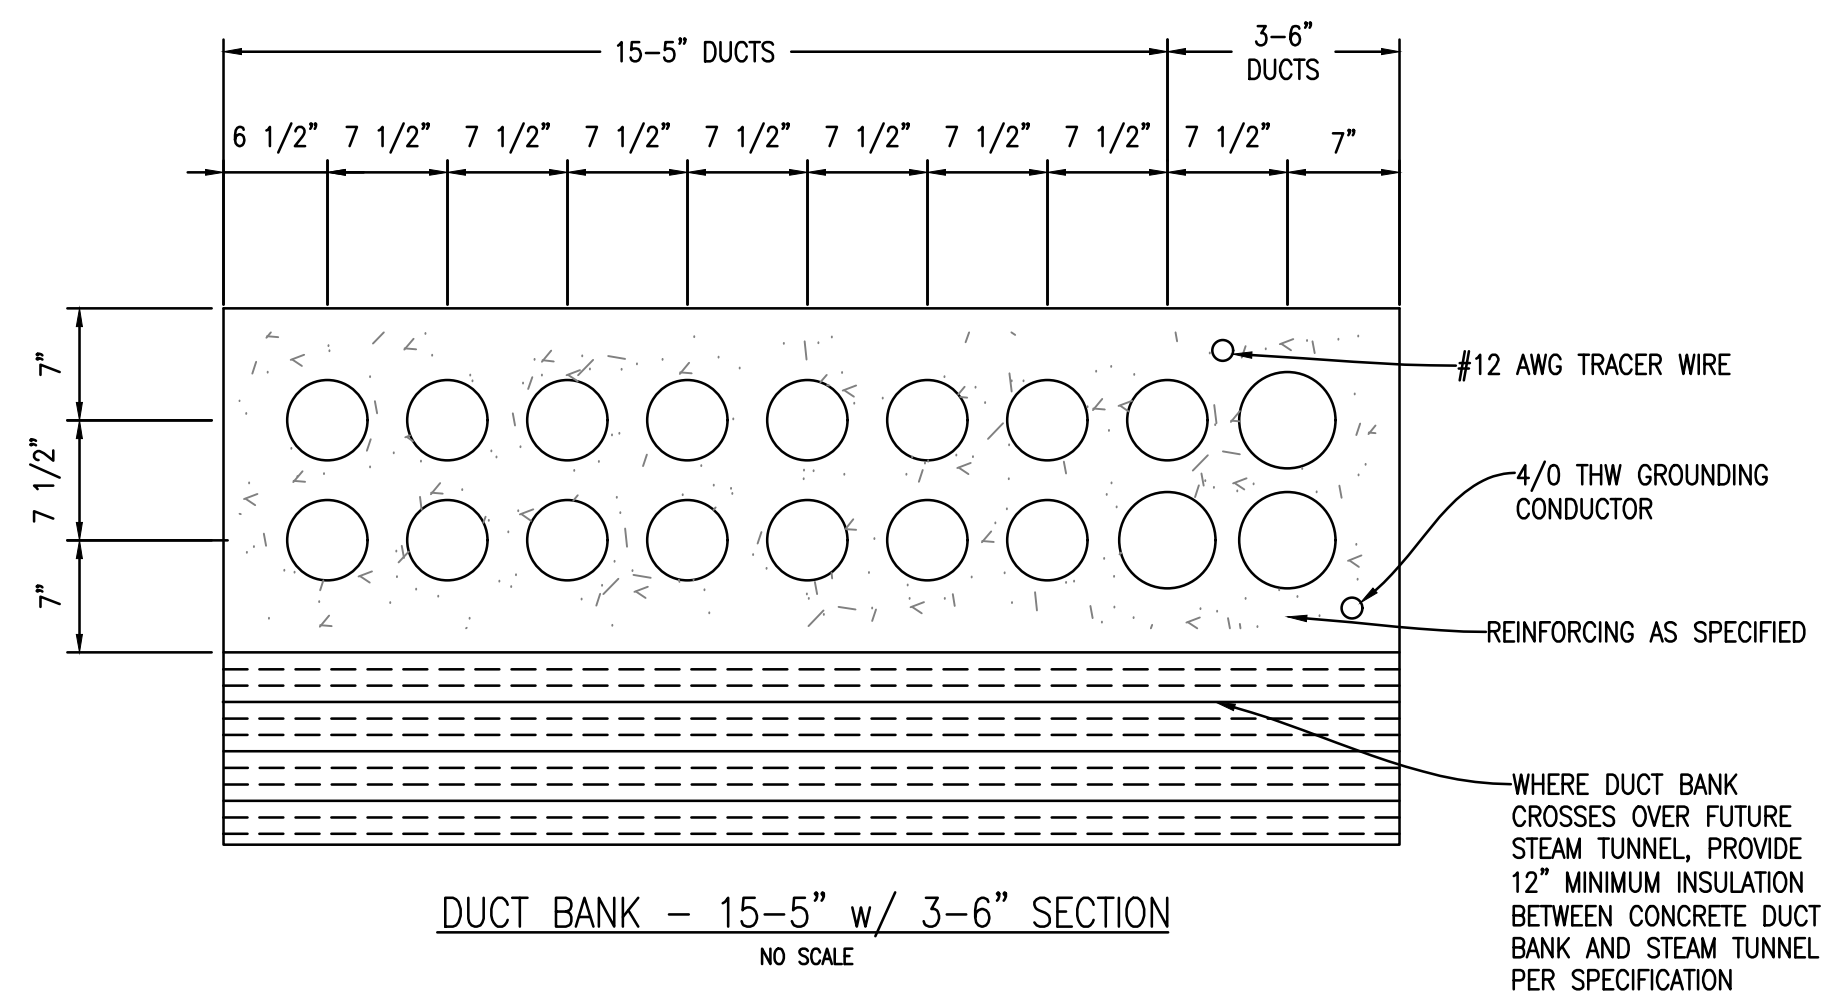 15-5" DUCTS
3-6"
DUCTS
6 1/2" 7 1/2" 7 1/2" 7 1/2" 7 1/2" 7 1/2" 7 1/2" 7 1/2" 7 1/2" 7"
7"
7 1/2"
7"
#12 AWG TRACER WIRE
4/0 THW GROUNDING
CONDUCTOR
REINFORCING AS SPECIFIED
WHERE DUCT BANK
CROSSES OVER FUTURE
STEAM TUNNEL, PROVIDE
12" MINIMUM INSULATION
BETWEEN CONCRETE DUCT
BANK AND STEAM TUNNEL
PER SPECIFICATION
DUCT BANK - 15-5" w/ 3-6" SECTION
NO SCALE